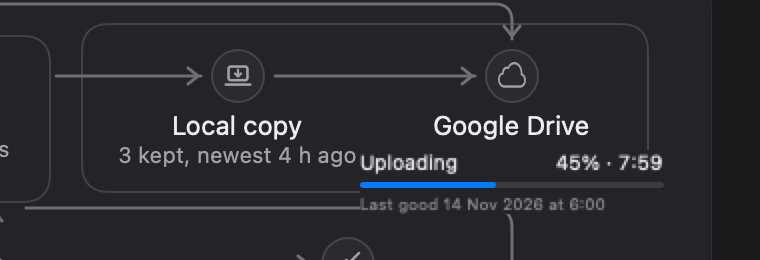 Local copy
Google Drive
s
3 kept, newest 4 h ago
Uploading
45% · 7:59
Last good 14 Nov 2026 at 6:00